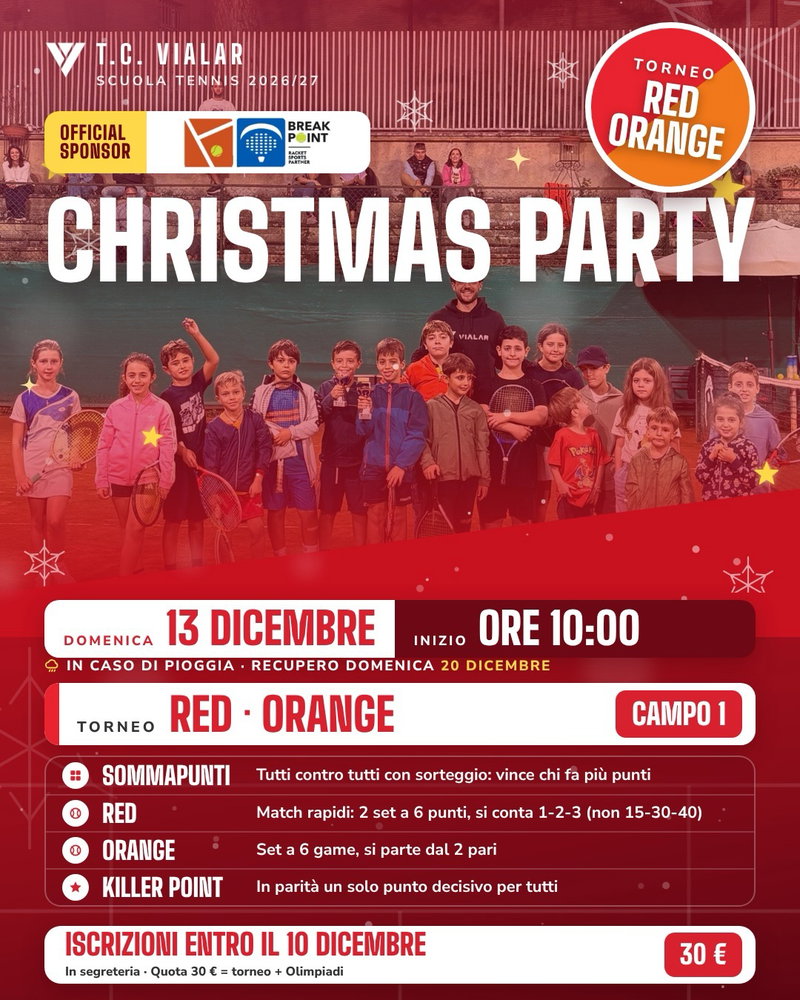 T.C. VIALAR
SCUOLA TENNIS 2026/27
OFFICIAL
SPONSOR
BREAK
POINT
RACKET
SPORTS
PARTNER
TORNEO
RED
ORANGE
CHRISTMAS PARTY
VIALAR
DOMENICA 13 DICEMBRE
INIZIO ORE 10:00
IN CASO DI PIOGGIA · RECUPERO DOMENICA 20 DICEMBRE
TORNEO RED · ORANGE
CAMPO 1
SOMMAPUNTI Tutti contro tutti con sorteggio: vince chi fa più punti
RED Match rapidi: 2 set a 6 punti, si conta 1-2-3 (non 15-30-40)
ORANGE Set a 6 game, si parte dal 2 pari
KILLER POINT In parità un solo punto decisivo per tutti
ISCRIZIONI ENTRO IL 10 DICEMBRE
In segreteria · Quota 30 € = torneo + Olimpiadi
30 €